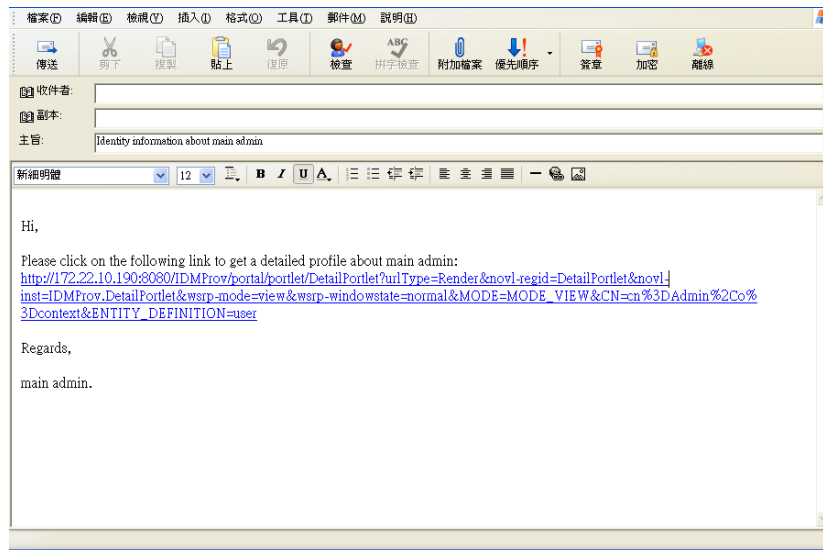 檔案(F) 編輯(E) 檢視(V) 插入(I) 格式(O) 工具(T) 郵件(M) 說明(H)
ABC
傳送 剪下 複製 貼上 復原 檢查 拼字檢查 附加檔案 優先順序 簽章 加密 離線
收件者:
副本:
主旨: Identity information about main admin
新細明體 12 B I U A
Hi,
Please click on the following link to get a detailed profile about main admin:
http://172.22.10.190:8080/IDMProv/portal/portlet/DetailPortlet?urlType=Render&novl-regid=DetailPortlet&novl-
inst=IDMProv.DetailPortlet&wsrp-mode=view&wsrp-windowstate=normal&MODE=MODE_VIEW&CN=cn%3DAdmin%2Co%
3Dcontext&ENTITY_DEFINITION=user
Regards,
main admin.